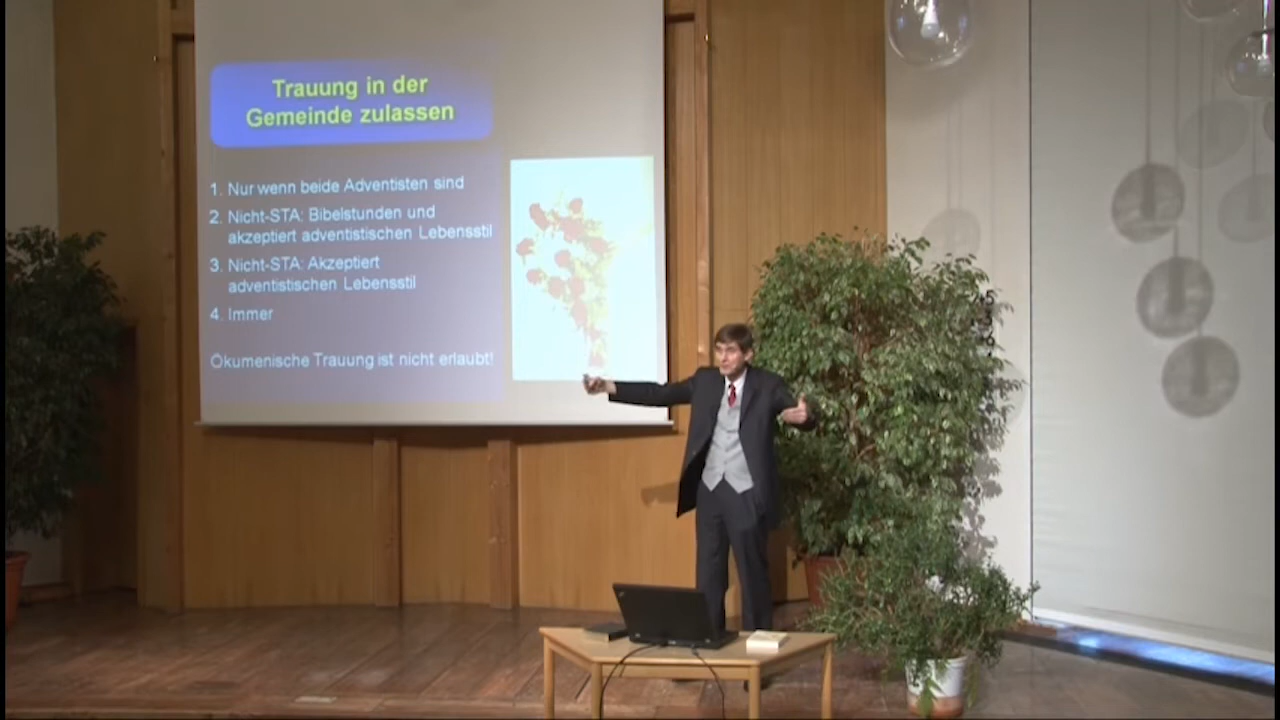 Trauung in der
Gemeinde zulassen
1. Nur wenn beide Adventisten sind
2. Nicht-STA: Bibelstunden und
akzeptiert adventistischen Lebensstil
3. Nicht-STA: Akzeptiert
adventistischen Lebensstil
4. Immer
Ökumenische Trauung ist nicht erlaubt!